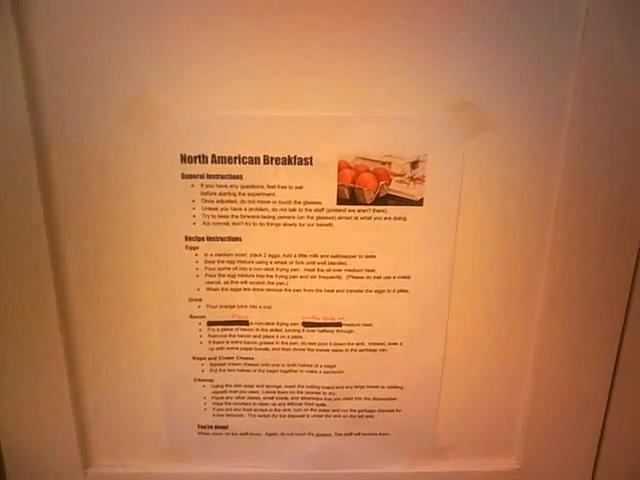 North American Breakfast
General Instructions
If you have any questions, feel free to ask
before starting the experiment.
Once adjusted, do not move or touch the glasses.
Unless you have a problem, do not talk to the staff (pretend we aren't there).
Try to keep the forward-facing camera (on the glasses) aimed at what you are doing.
Act normal; don't try to do things slowly for our benefit.
Recipe Instructions
Eggs
In a medium bowl, crack 2 eggs. Add a little milk and salt/pepper to taste
Beat the egg mixture using a whisk or fork until well blended.
Pour some oil into a non-stick frying pan. Heat the oil over medium heat.
Pour the egg mixture into the frying pan and stir frequently. (Please do not use a metal
utensil, as this will scratch the pan.)
When the eggs are done remove the pan from the heat and transfer the eggs to a plate.
Drink
Pour orange juice into a cup.
Bacon
a non-stick frying pan medium heat.
Fry a piece of bacon in the skillet, turning it over halfway through.
Remove the bacon and place it on a plate.
If there is extra bacon grease in the pan, do not pour it down the sink. Instead, soak it
up with some paper towels, and then throw the towels away in the garbage can.
Bagel and Cream Cheese
Spread cream cheese onto one or both halves of a bagel
Put the two halves of the bagel together to make a sandwich.
Cleanup
Using the dish soap and sponge, wash the cutting board and any large bowls or cooking
utensils that you used. Leave them on the counter to dry.
Place any other plates, small bowls, and silverware that you used into the dishwasher.
Wipe the counters to clean up any leftover food spills.
If you put any food scraps in the sink, turn on the water and run the garbage disposal for
a few seconds. The switch for the disposal is under the sink on the left side.
You're done!
When done, let the staff know. Again, do not touch the glasses. The staff will remove them.